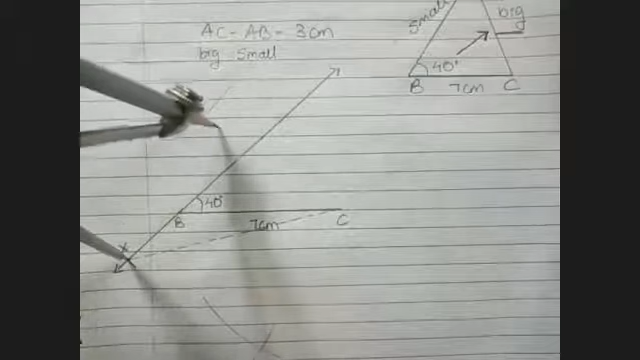 AC - AB - 3cm
big small
small
big
40°
B 7cm C
40°
B
7cm
C
x